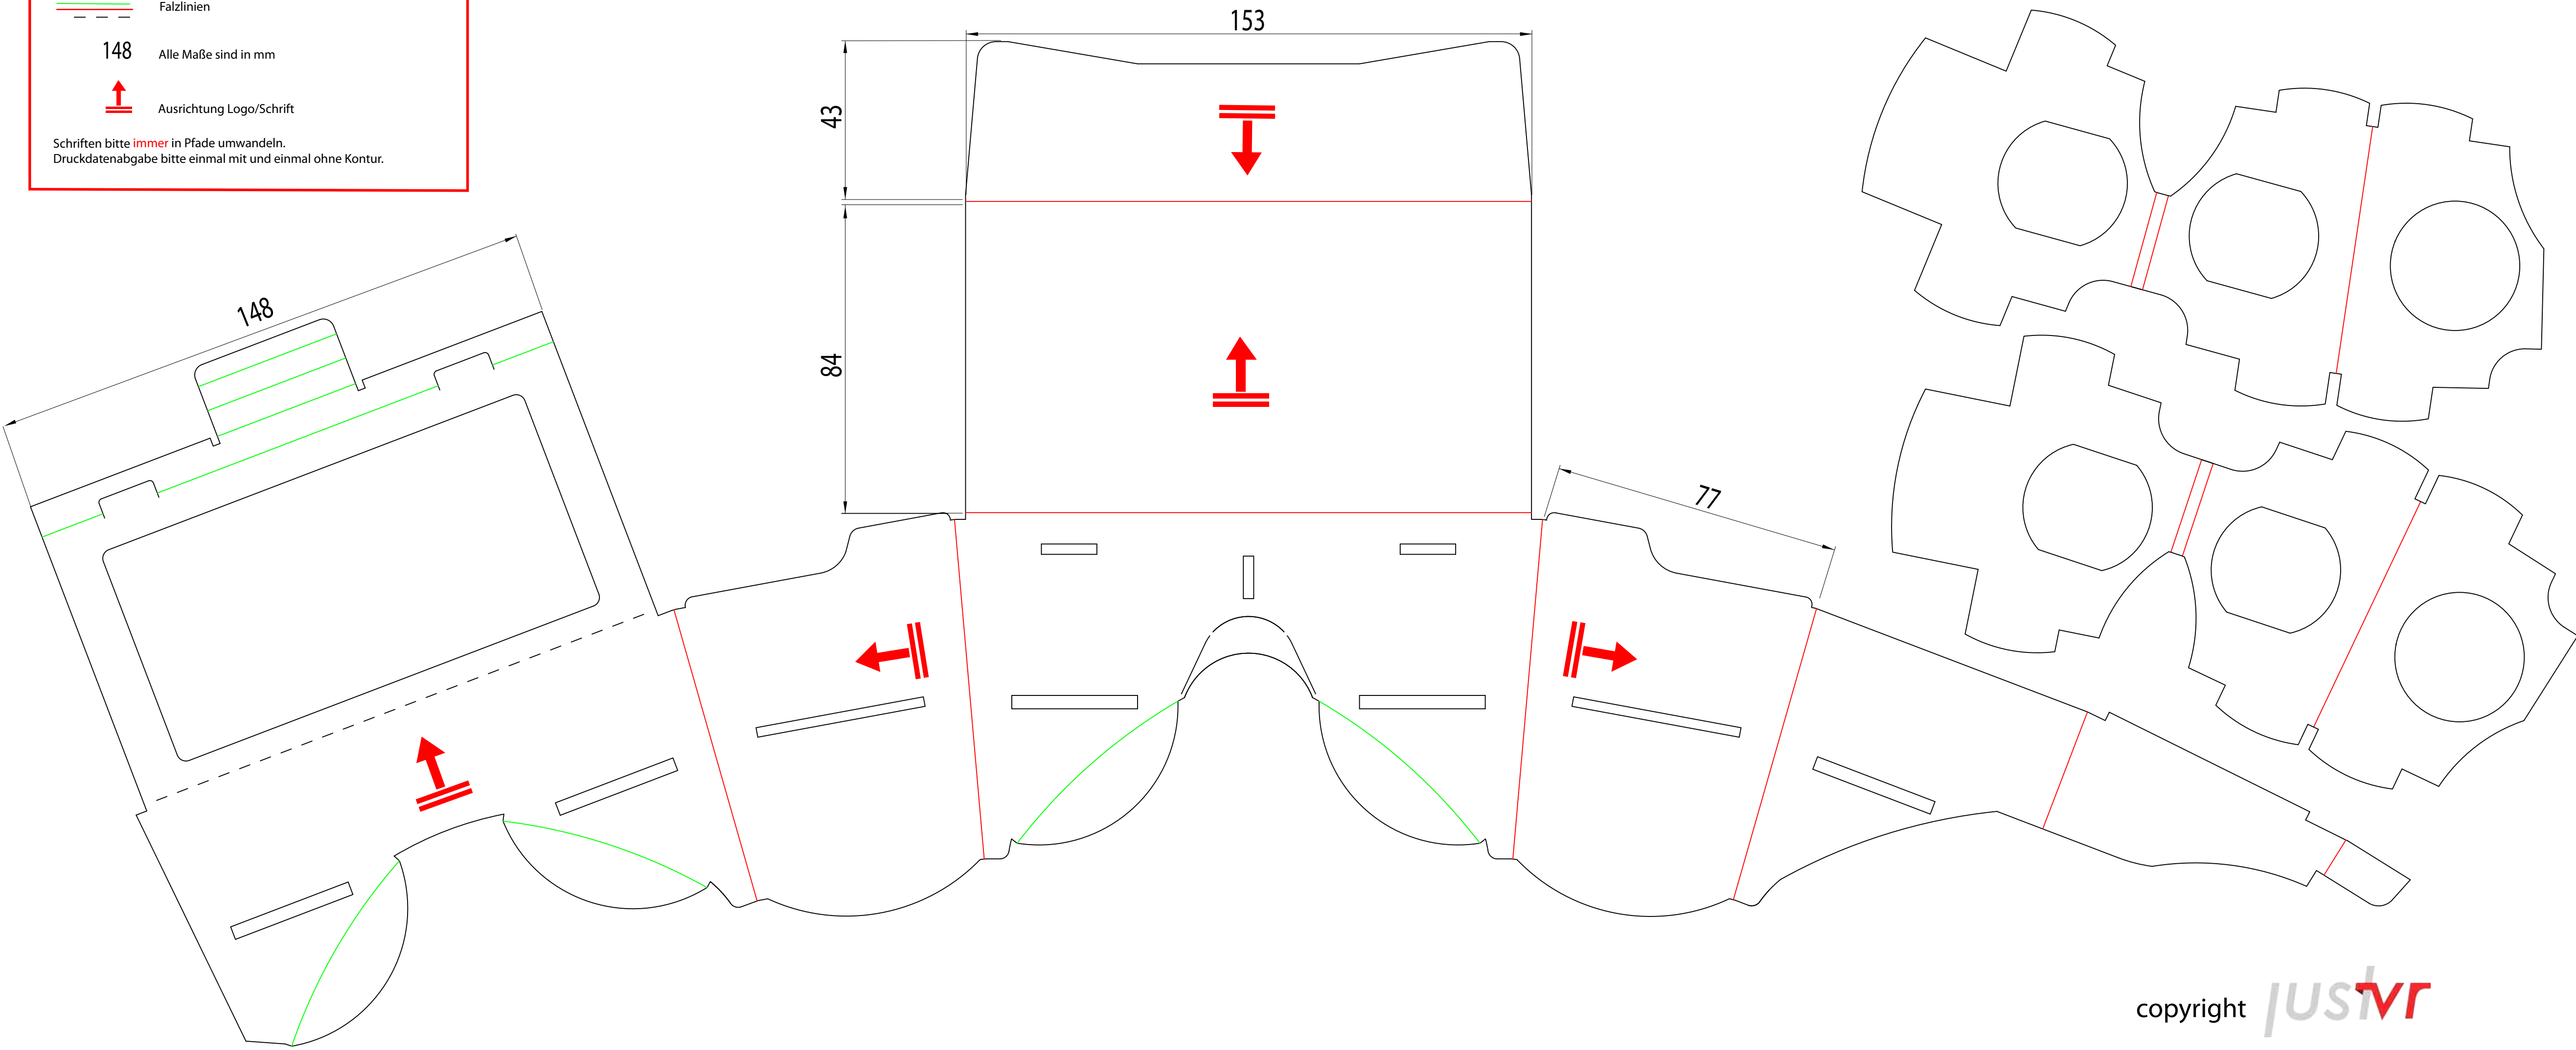 Falzlinien
148 Alle Maße sind in mm
Ausrichtung Logo/Schrift
Schriften bitte immer in Pfade umwandeln.
Druckdatenabgabe bitte einmal mit und einmal ohne Kontur.
153
43
84
148
77
copyright justvr